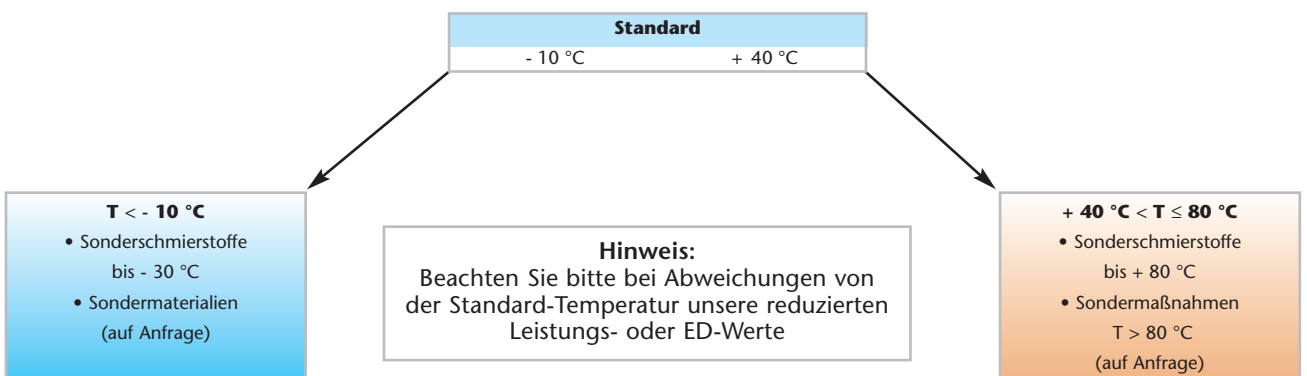 Standard
- 10 °C + 40 °C
T < - 10 °C
• Sonderschmierstoffe
bis - 30 °C
• Sondermaterialien
(auf Anfrage)
Hinweis:
Beachten Sie bitte bei Abweichungen von
der Standard-Temperatur unsere reduzierten
Leistungs- oder ED-Werte
+ 40 °C < T ≤ 80 °C
• Sonderschmierstoffe
bis + 80 °C
• Sondermaßnahmen
T > 80 °C
(auf Anfrage)